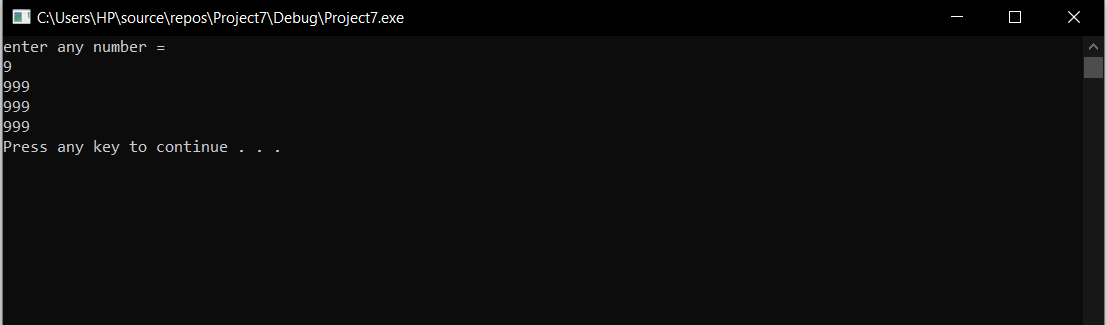 C:\Users\HP\source\repos\Project7\Debug\Project7.exe
enter any number =
9
999
999
999
Press any key to continue . . .